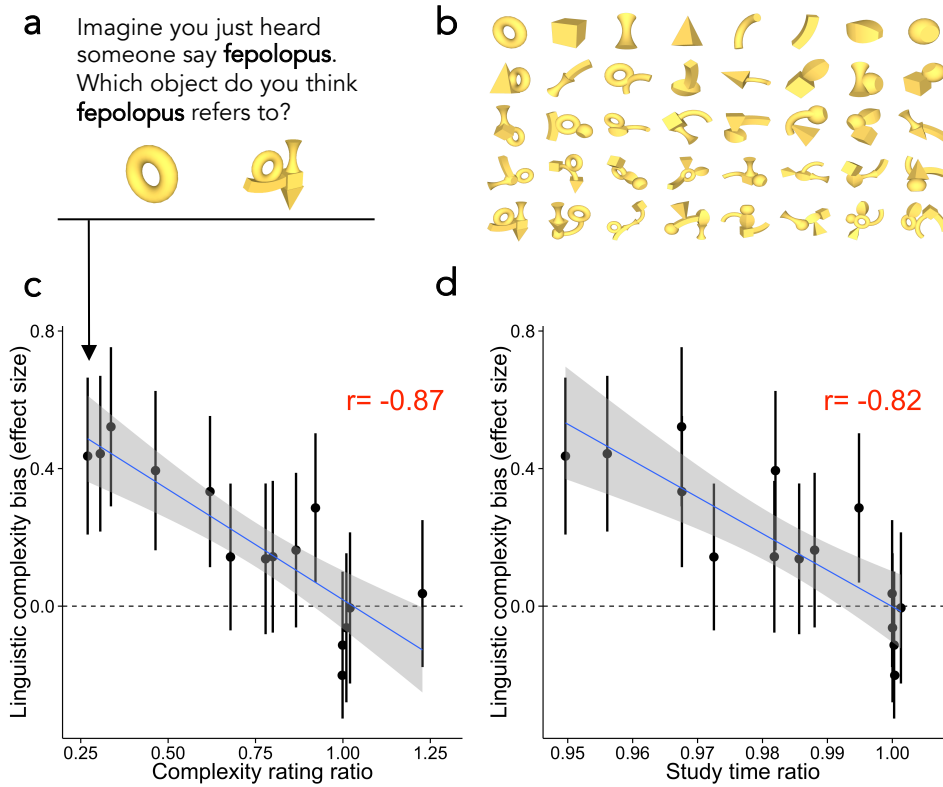 a
Imagine you just heard
someone say fepolopus.
Which object do you think
fepolopus refers to?
b
c
Linguistic complexity bias (effect size)
0.8
0.4
0.0
r= -0.87
0.25 0.50 0.75 1.00 1.25
Complexity rating ratio
d
Linguistic complexity bias (effect size)
0.8
0.4
0.0
r= -0.82
0.95 0.96 0.97 0.98 0.99 1.00
Study time ratio